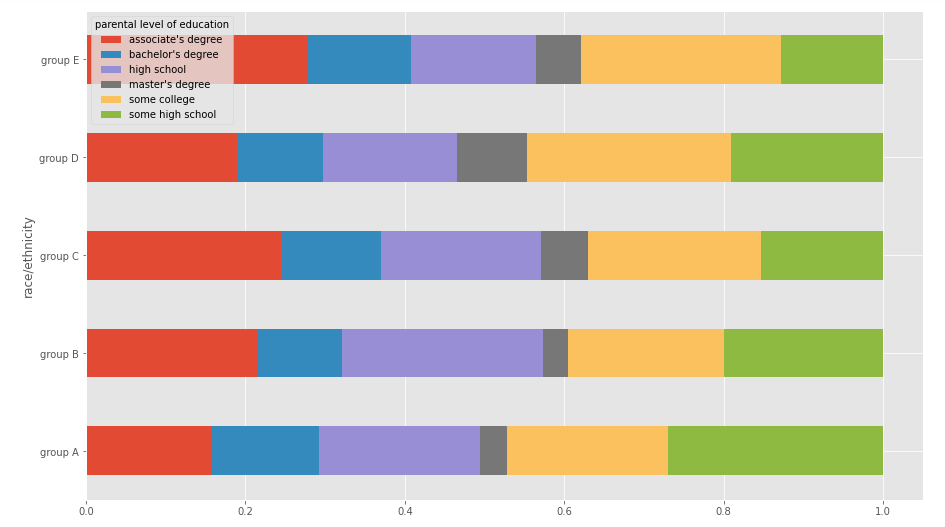 parental level of education
associate's degree
bachelor's degree
high school
master's degree
some college
some high school
race/ethnicity
group E
group D
group C
group B
group A
0.0 0.2 0.4 0.6 0.8 1.0